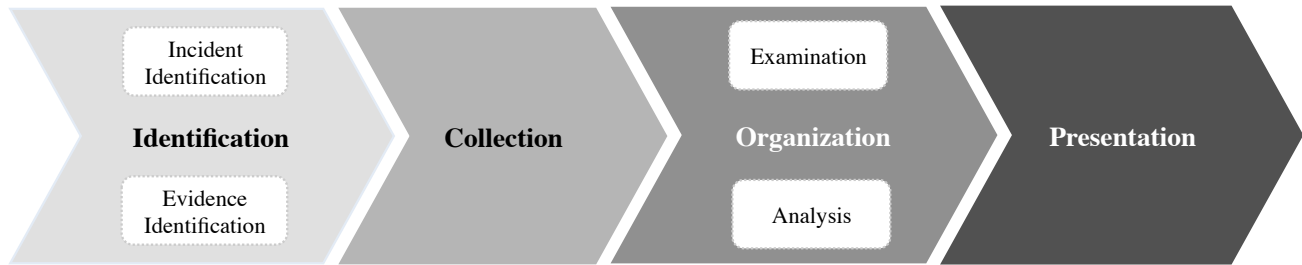 Incident
Identification
Identification
Evidence
Identification
Collection
Examination
Organization
Analysis
Presentation